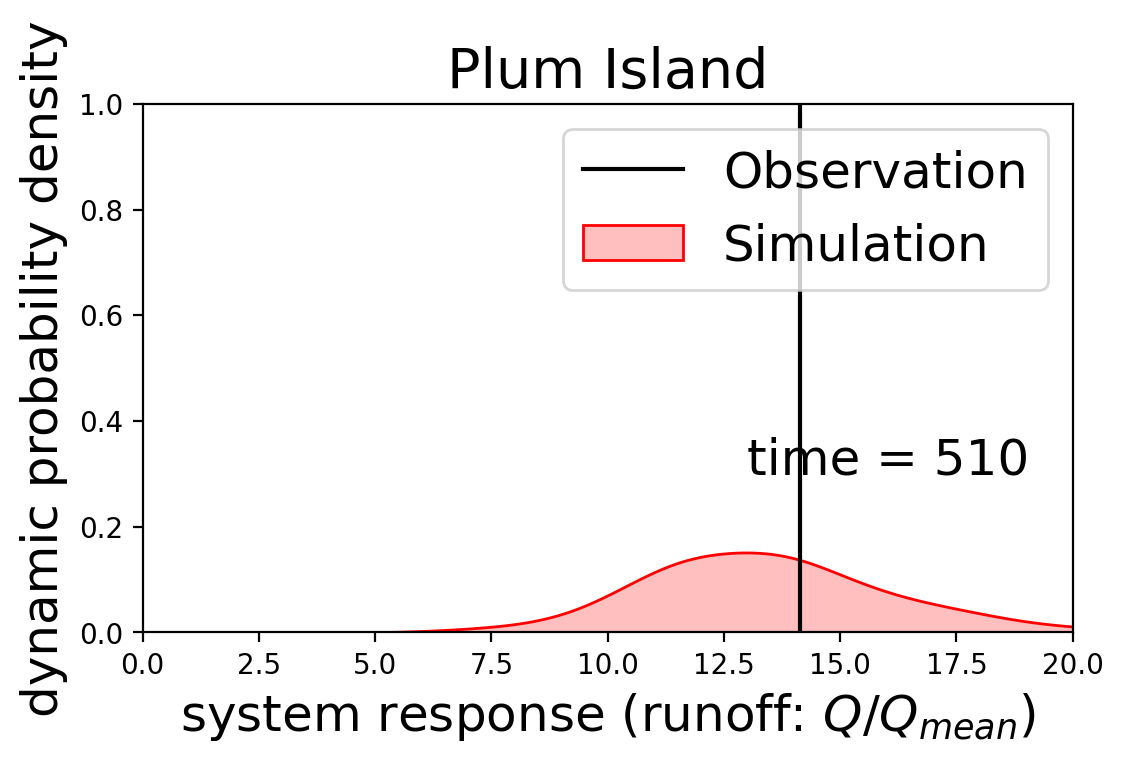 Plum Island
dynamic probability density
1.0
0.8
0.6
0.4
0.2
0.0
Observation
Simulation
time = 510
0.0 2.5 5.0 7.5 10.0 12.5 15.0 17.5 20.0
system response (runoff: Q/Qmean)